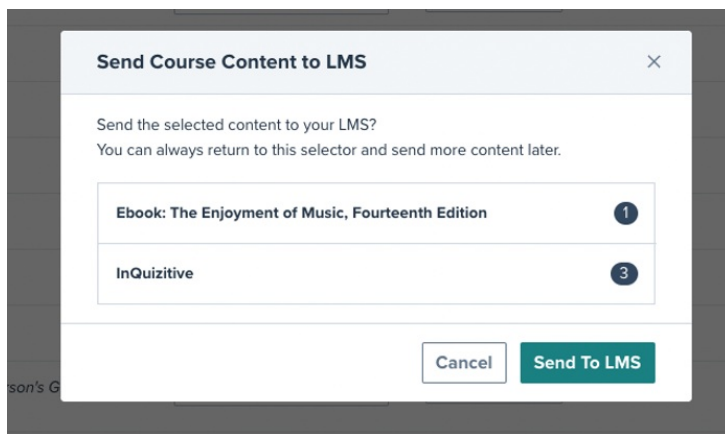 Send Course Content to LMS
Send the selected content to your LMS?
You can always return to this selector and send more content later.
Ebook: The Enjoyment of Music, Fourteenth Edition 1
InQuizitive 3
Cancel Send To LMS